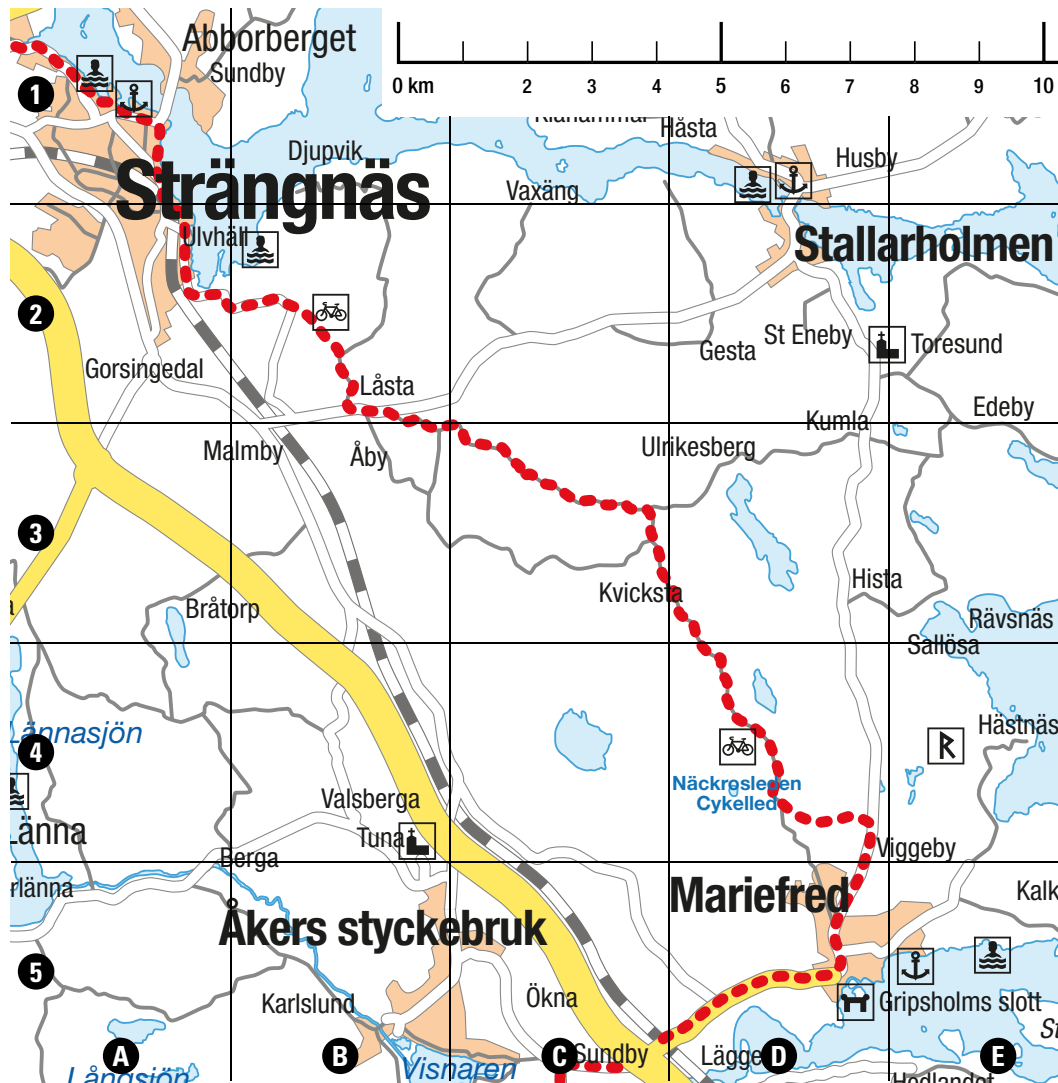 Abborberget
Sundby
0 km 2 3 4 5 6 7 8 9 10
1
Håsta
Husby
Djupvik
Vaxäng
Strängnäs
Ulvhäll
Stallarholmen
2
St Eneby
Toresund
Gesta
Gorsingedal
Låsta
Edeby
Kumla
Malmby
Åby
Ulrikesberg
3
Hista
Kvicksta
Bråtorp
Rävsnäs
Sallösa
Hästnäs
Lännasjön
4
Näckrosleden
Cykelled
Valsberga
Länna
Tuna
Viggeby
Berga
rlänna
Mariefred
Kalk
Åkers styckebruk
5
Ökna
Karlslund
Gripsholms slott
St
A B C Sundby Lägge D E
Visnaren
Långsjön